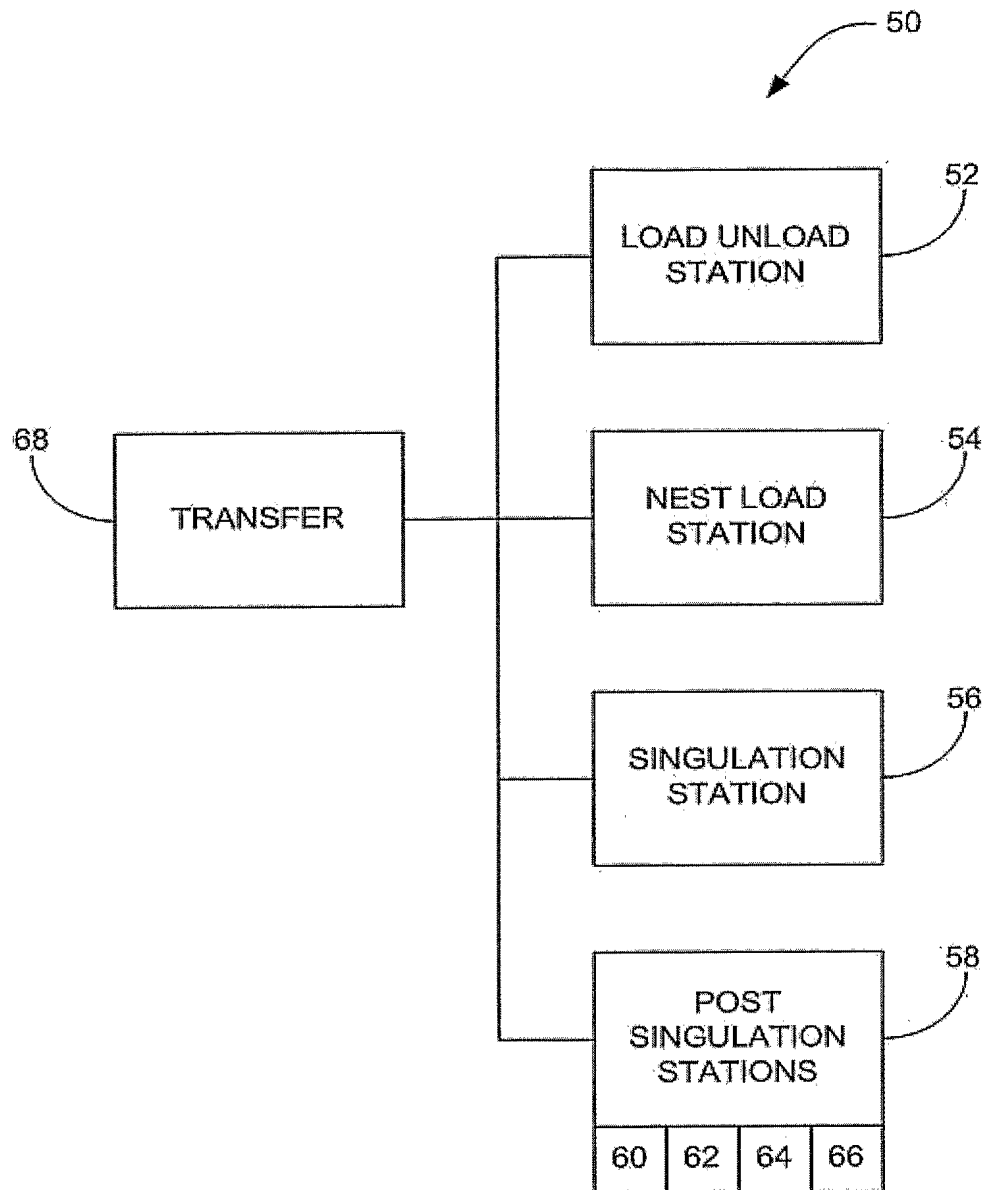 50
52
LOAD UNLOAD
STATION
68
TRANSFER
54
NEST LOAD
STATION
56
SINGULATION
STATION
58
POST
SINGULATION
STATIONS
60 62 64 66